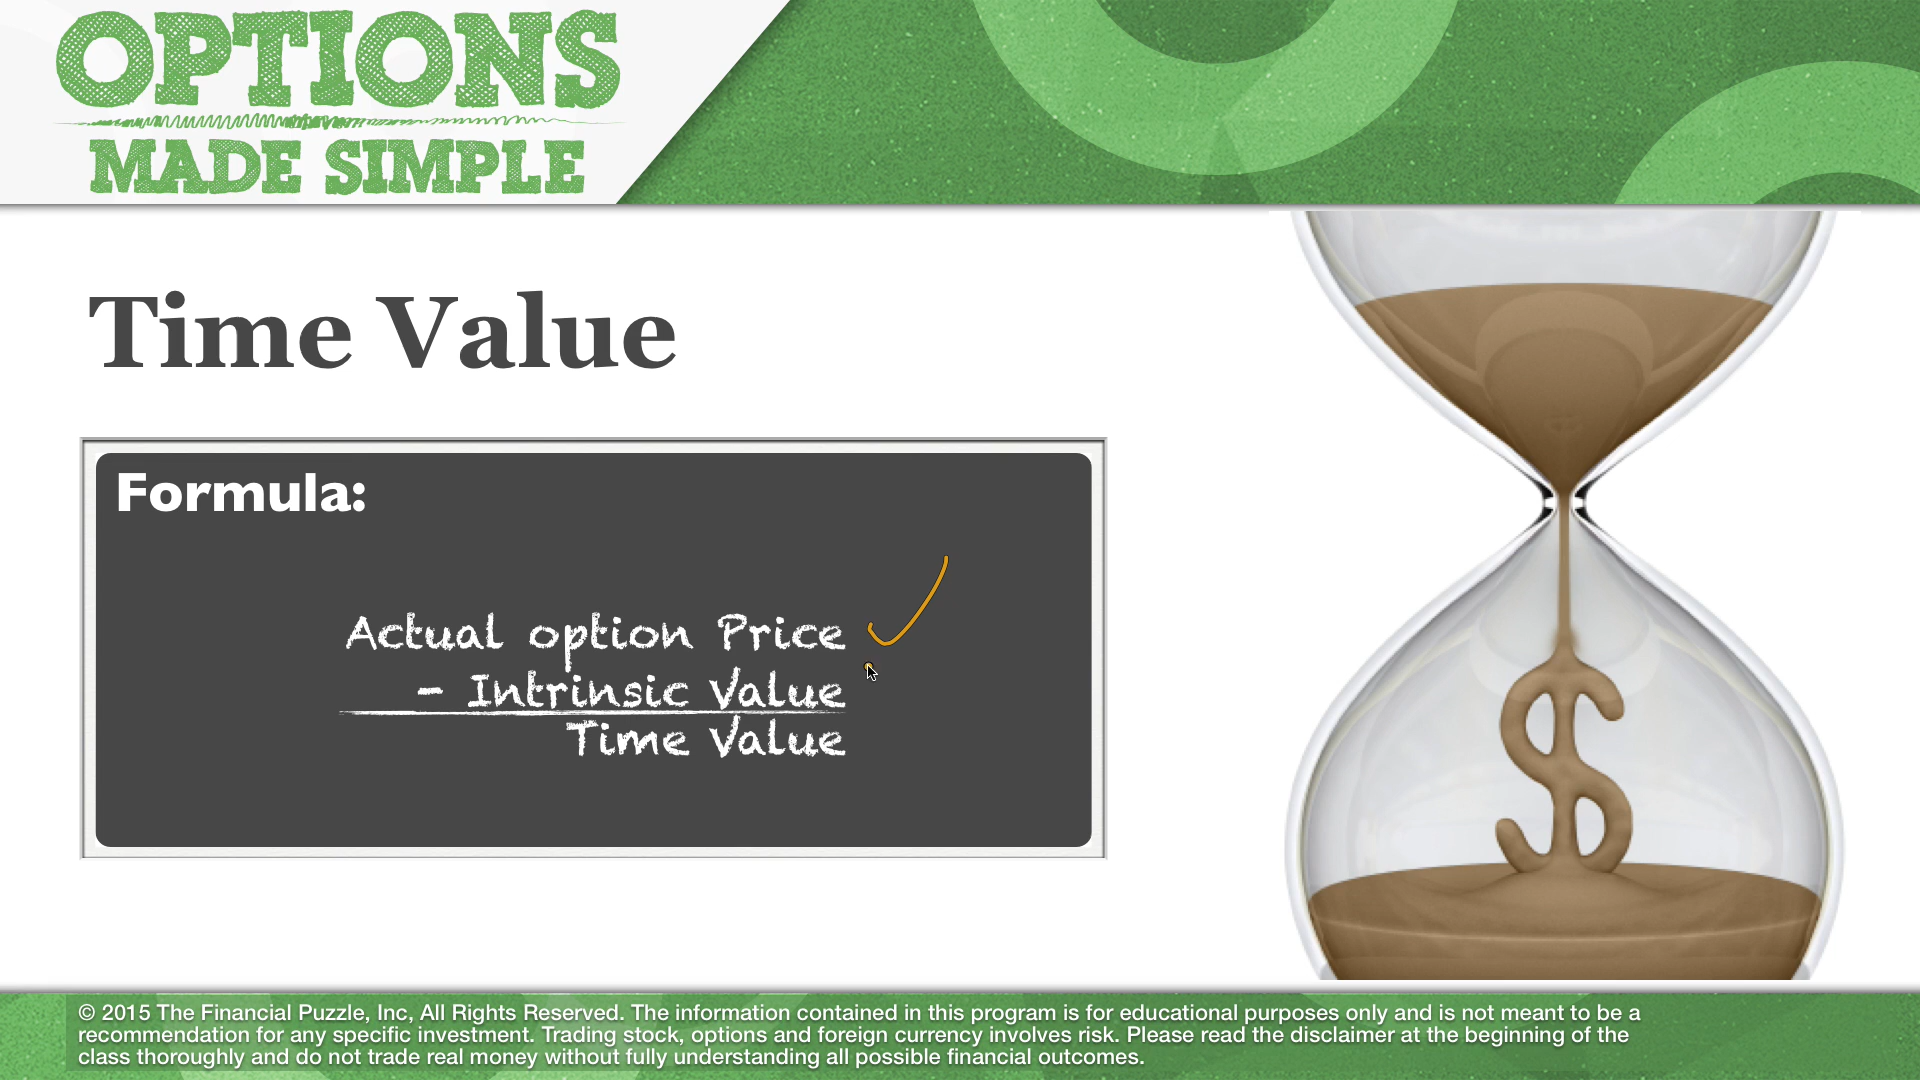 OPTIONS
MADE SIMPLE
Time Value
Formula:
Actual option Price
- Intrinsic Value
Time Value
$
© 2015 The Financial Puzzle, Inc, All Rights Reserved. The information contained in this program is for educational purposes only and is not meant to be a
recommendation for any specific investment. Trading stock, options and foreign currency involves risk. Please read the disclaimer at the beginning of the
class thoroughly and do not trade real money without fully understanding all possible financial outcomes.